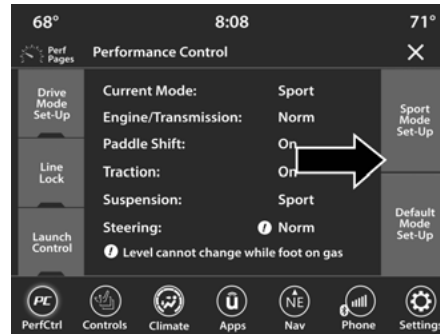 68° 8:08 71°
Perf
Pages
Performance Control
Drive
Mode
Set-Up
Line
Lock
Launch
Control
Current Mode: Sport
Engine/Transmission: Norm
Paddle Shift: On
Traction: On
Suspension: Sport
Steering: Norm
Level cannot change while foot on gas
Sport
Mode
Set-Up
Default
Mode
Set-Up
PC
û
NE
PerfCtrl Controls Climate Apps Nav Phone Setting